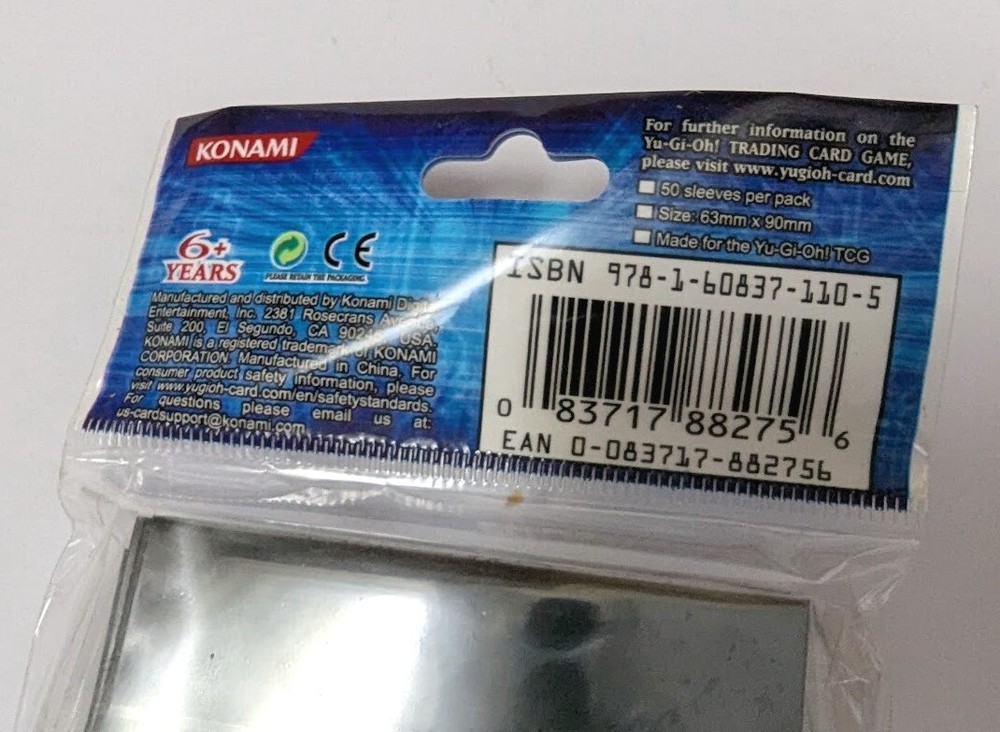 KONAMI
For further information on the
Yu-Gi-Oh! TRADING CARD GAME,
please visit www.yugioh-card.com
50 sleeves per pack
Size: 63mm x 90mm
Made for the Yu-Gi-Oh! TCG
6+
YEARS
CE
PLEASE RETAIN THE PACKAGING.
Manufactured and distributed by Konami
Entertainment, Inc. 2381 Rosecrans
Suite 200, El Segundo, CA USA.
KONAMI is a registered trademark of KONAMI
CORPORATION. Manufactured in China. For
consumer product safety information, please
visit www.yugioh-card.com/en/safetystandards.
For questions please email us at:
us-cardsupport@konami.com
ISBN 978-1-60837-110-5
0 83717 88275 6
EAN 0-083717-882756